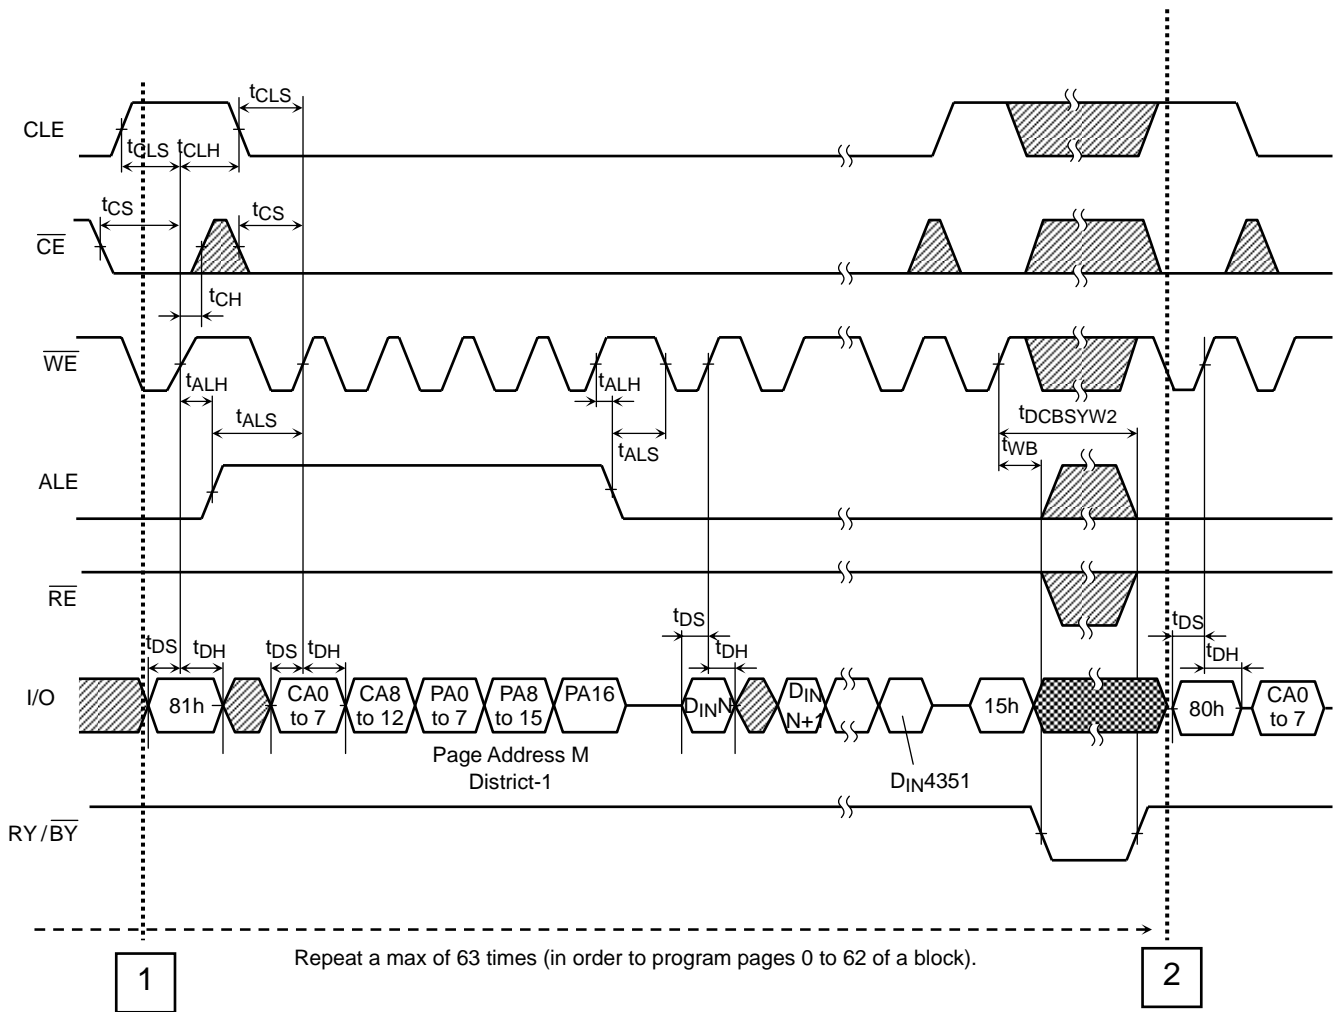 tCLS
CLE
tCLS tCLH
tCS tCS
CE
tCH
WE
tALH tALH
tALS tDCBSYW2
tALS tWB
ALE
RE
tDS tDH tDS tDH tDS tDH tDS tDH
I/O
81h
CA0 to 7
CA8 to 12
PA0 to 7
PA8 to 15
PA16
DINN
DIN N+1
15h
80h
CA0 to 7
Page Address M
District-1
DIN4351
RY/BY
Repeat a max of 63 times (in order to program pages 0 to 62 of a block).
1
2